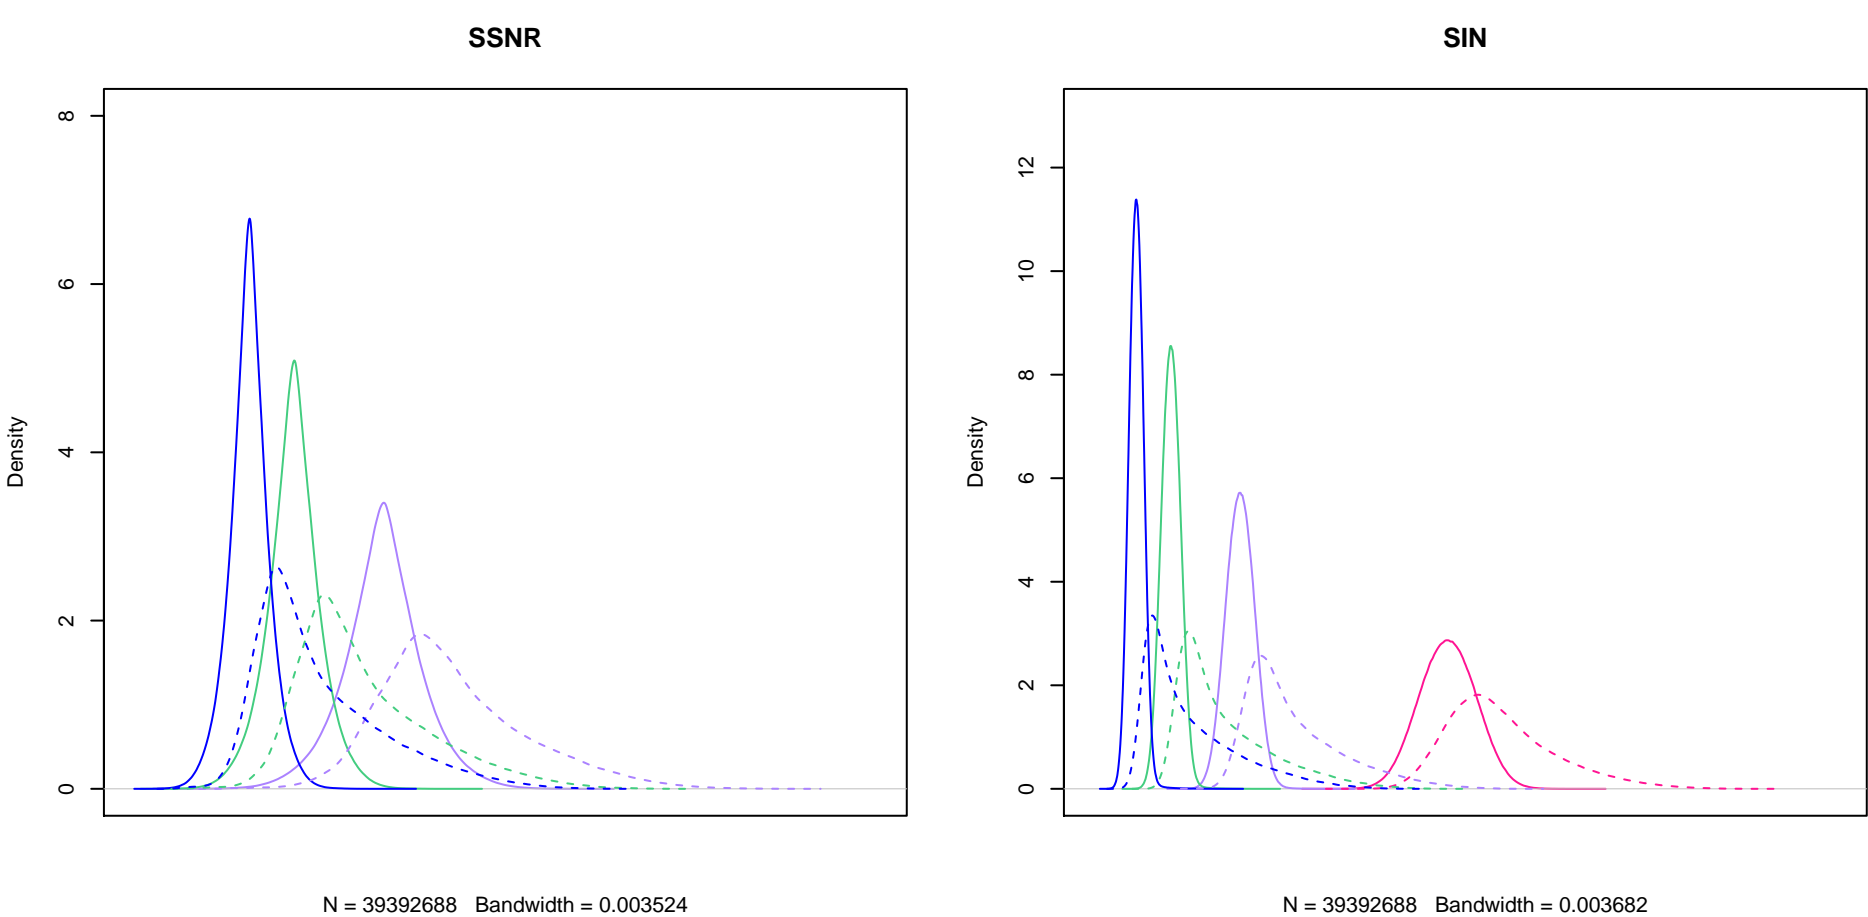 SSNR
8
6
4
2
0
Density
N = 39392688 Bandwidth = 0.003524
SIN
12
10
8
6
4
2
0
Density
N = 39392688 Bandwidth = 0.003682